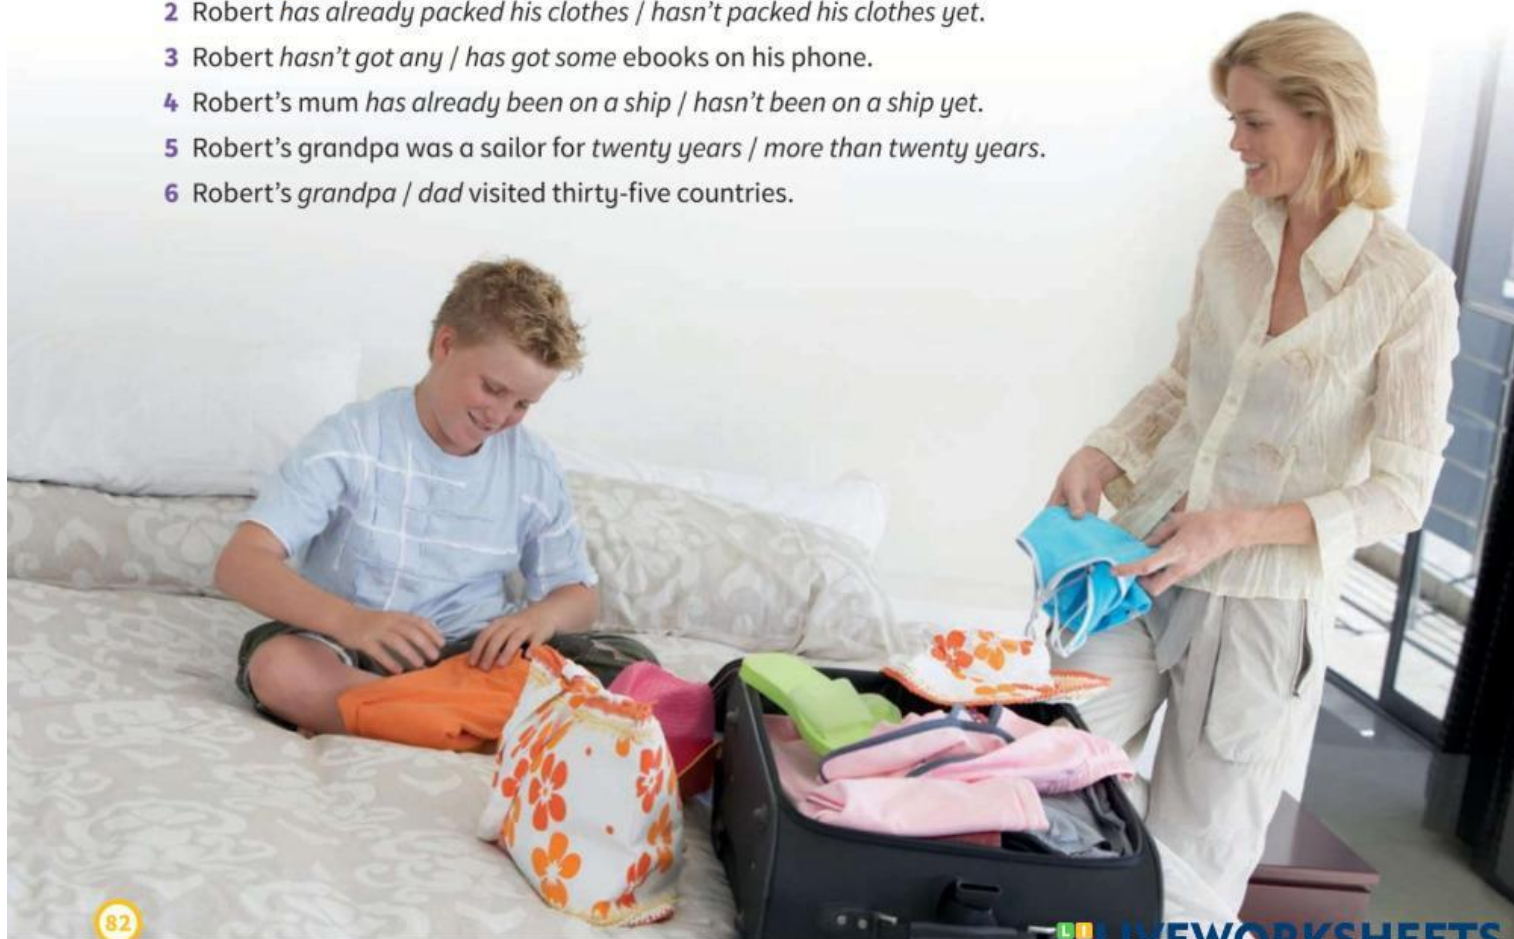 2 Robert has already packed his clothes / hasn't packed his clothes yet.
3 Robert hasn't got any / has got some ebooks on his phone.
4 Robert's mum has already been on a ship / hasn't been on a ship yet.
5 Robert's grandpa was a sailor for twenty years / more than twenty years.
6 Robert's grandpa / dad visited thirty-five countries.
82
LI LIVEWORKSHEETS